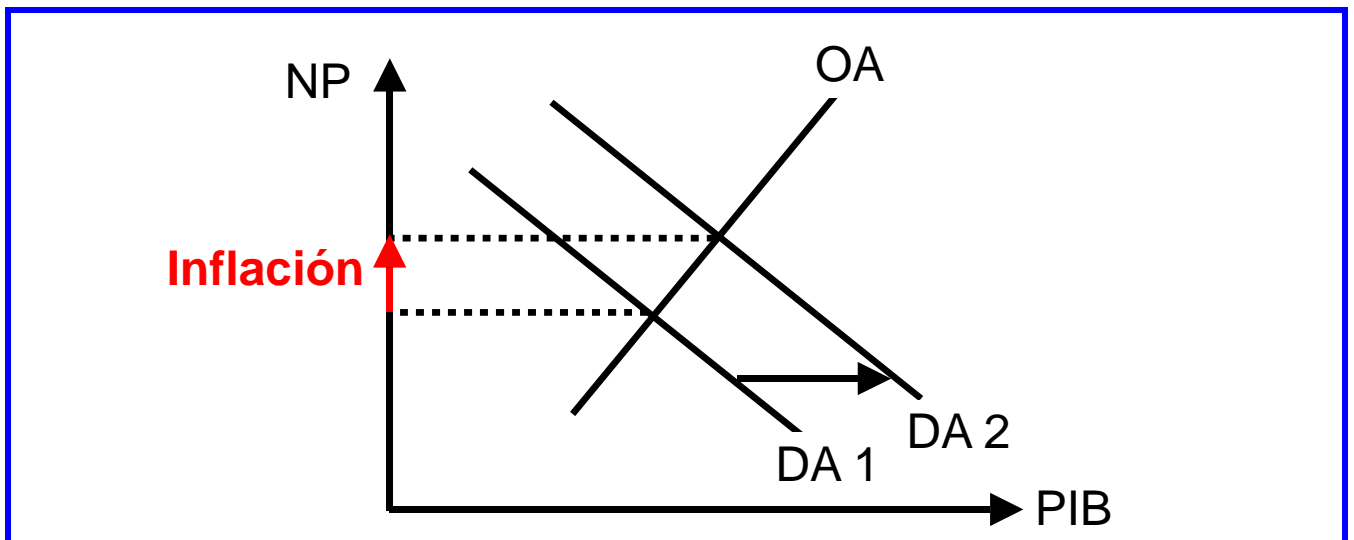 OA
NP
Inflación
DA 2
DA 1
PIB